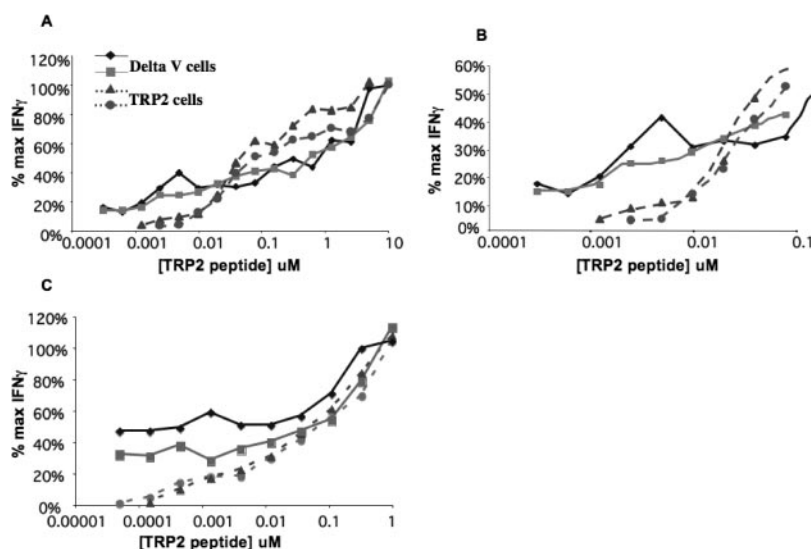 A
120%
100%
80%
60%
40%
20%
0%
% max IFNγ
Delta V cells
TRP2 cells
0.0001 0.001 0.01 0.1 1 10
[TRP2 peptide] uM
B
60%
50%
40%
30%
20%
10%
0%
% max IFNγ
0.0001 0.001 0.01 0.1
[TRP2 peptide] uM
C
120%
100%
80%
60%
40%
20%
0%
% max IFNγ
0.00001 0.0001 0.001 0.01 0.1 1
[TRP2 peptide] uM